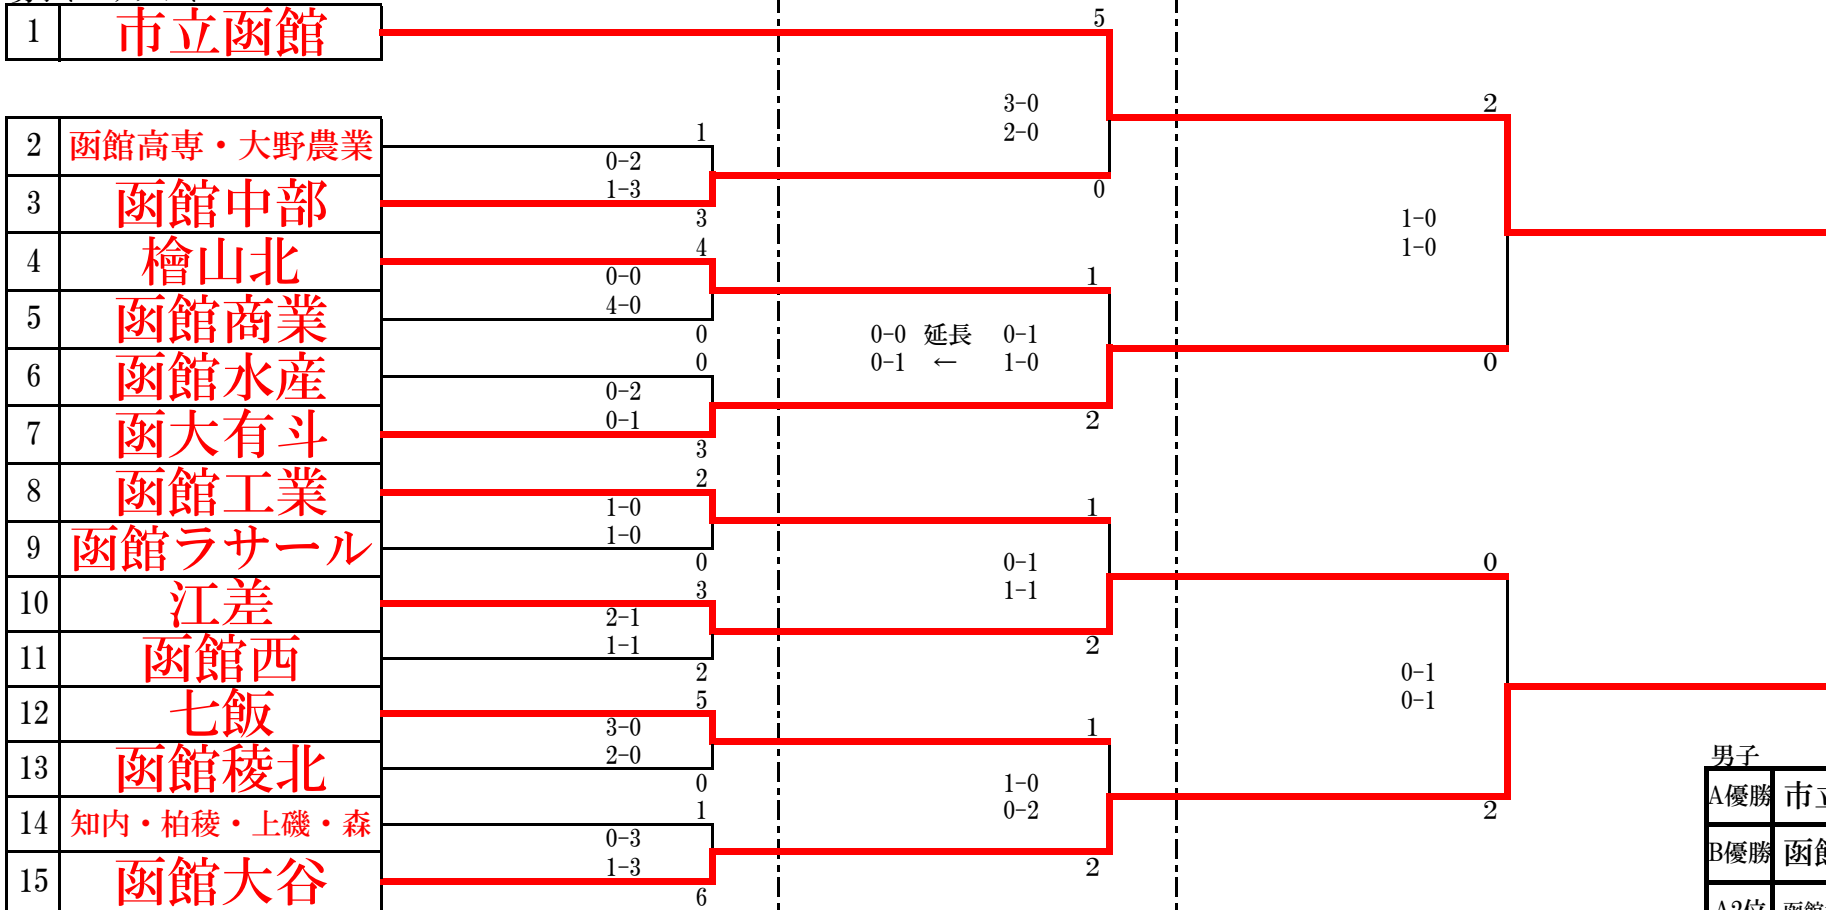 1 市立函館
2 函館高専・大野農業
3 函館中部
4 檜山北
5 函館商業
6 函館水産
7 函大有斗
8 函館工業
9 函館ラサール
10 江差
11 函館西
12 七飯
13 函館稜北
14 知内・柏稜・上磯・森
15 函館大谷
1
0-2
1-3
3
4
0-0
4-0
0
0
0-2
0-1
3
2
1-0
1-0
0
3
2-1
1-1
2
5
3-0
2-0
0
1
0-3
1-3
6
5
3-0
2-0
0
1
0-0 延長 0-1
0-1 ← 1-0
2
1
0-1
1-1
2
1
1-0
0-2
2
2
1-0
1-0
0
0
0-1
0-1
2
男子
A優勝 市
B優勝 函